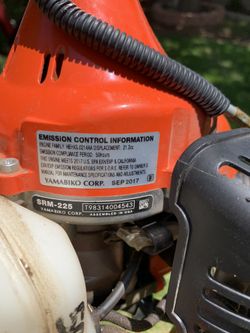 EMISSION CONTROL INFORMATION
ENGINE FAMILY: HEHXS.0214AA DISPLACEMENT: 21.2cc
EMISSION COMPLIANCE PERIOD: 50hours
THIS ENGINE MEETS 2017 U.S. EPA EXH/EVP & CALIFORNIA
EXH/EVP EMISSION REGULATIONS FOR S.O.R.E. REFER TO OWNER'S
MANUAL FOR MAINTENANCE SPECIFICATIONS AND ADJUSTMENTS.
YAMABIKO CORP. SEP 2017
SRM-225 T98314004543
YAMABIKO CORP. ASSEMBLED IN USA